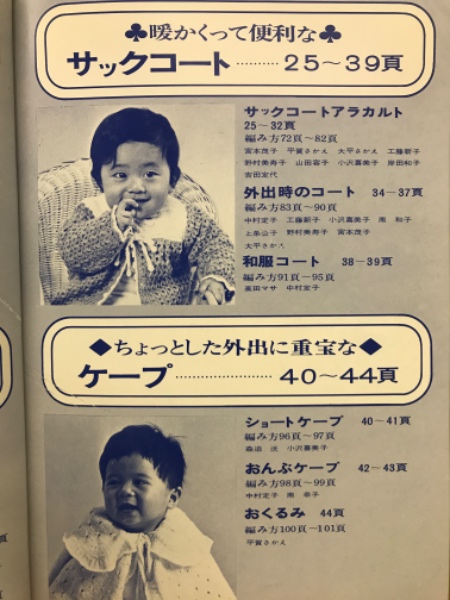 ♣暖かくって便利な♣
サックコート………25〜39頁
サックコートアラカルト
25〜32頁
編み方72頁〜82頁
宮本茂子 平賀さかえ 大平さかえ 工藤新子
野村美寿子 山田容子 小沢喜美子 岸田和子
吉田定代
外出時のコート 34〜37頁
編み方83頁〜90頁
中村定子 工藤新子 小沢喜美子 南 和子
上条公子 野村美寿子 宮本茂子
大平さかえ
和服コート 38〜39頁
編み方91頁〜95頁
高田マサ 中村定子
◆ちょっとした外出に重宝な◆
ケープ……………………40〜44頁
ショートケープ 40〜41頁
編み方96頁〜97頁
小沢喜美子
おんぶケープ 42〜43頁
編み方98頁〜99頁
中村定子 南
おくるみ 44頁
編み方100頁〜101頁
平賀さかえ